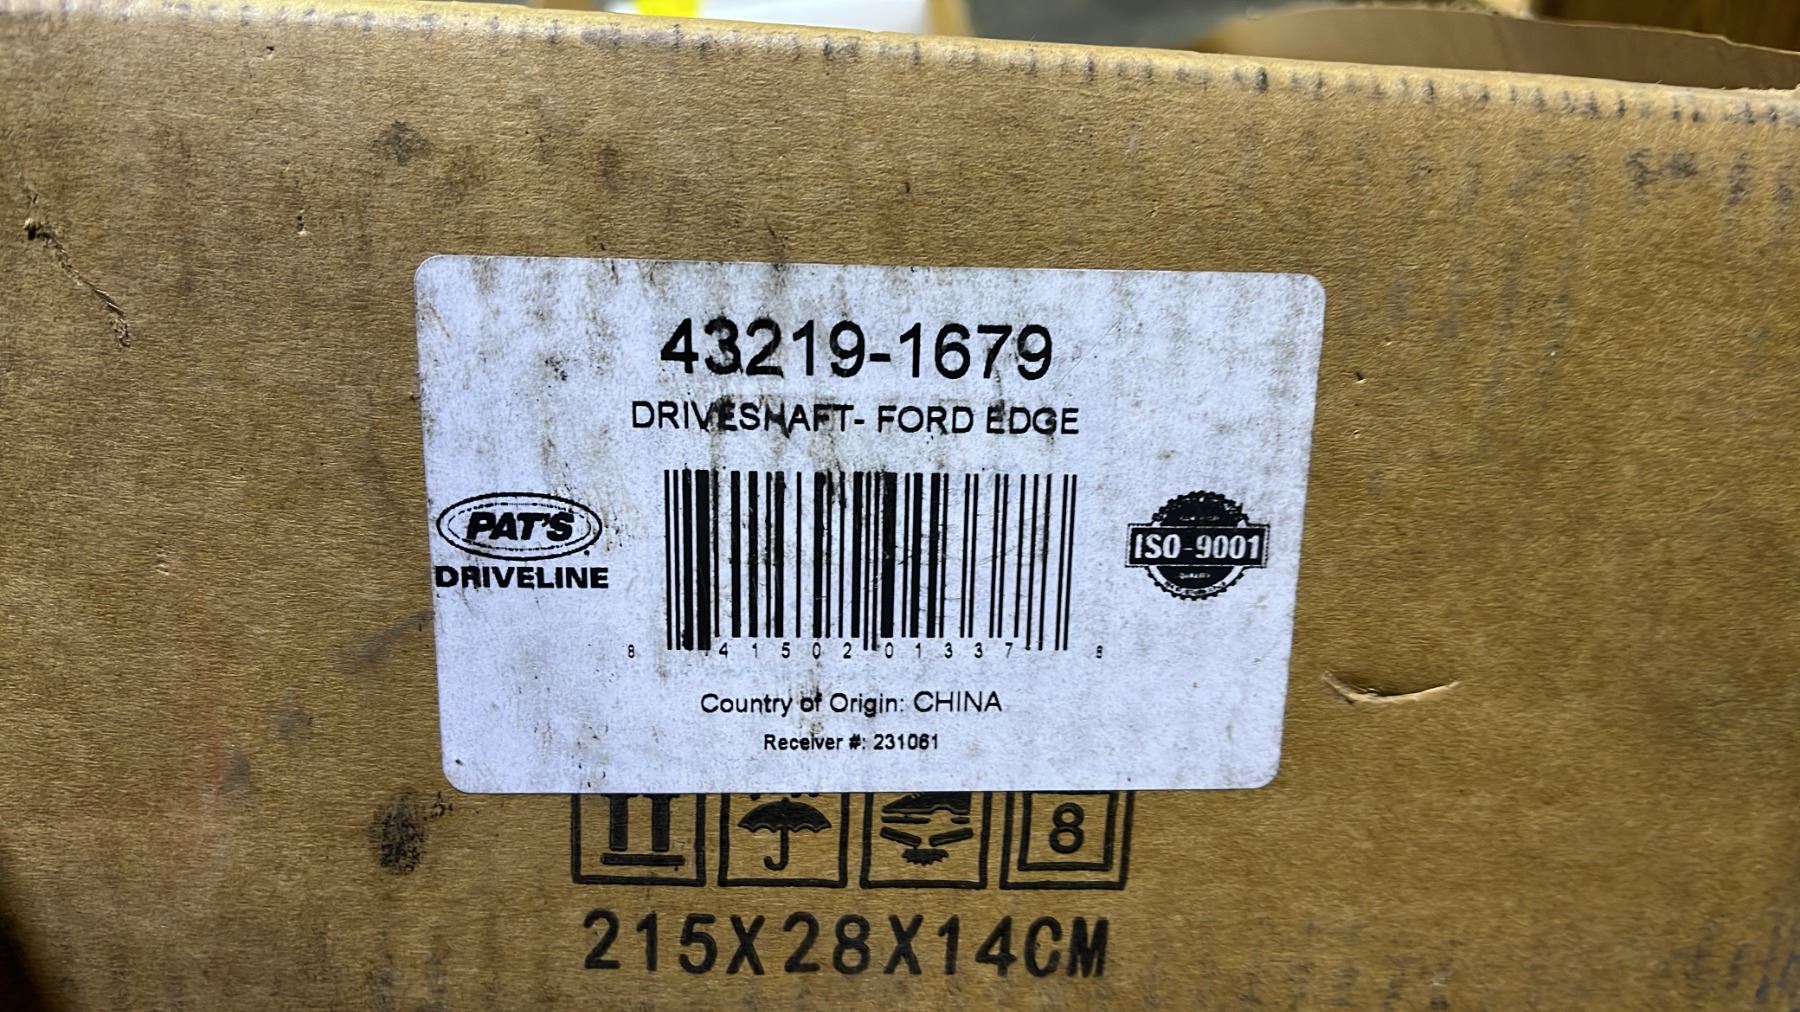 43219-1679
DRIVESHAFT- FORD EDGE
PAT'S
DRIVELINE
ISO-9001
QUALITY
8 41502 01337 8
Country of Origin: CHINA
Receiver #: 231061
8
215X28X14CM